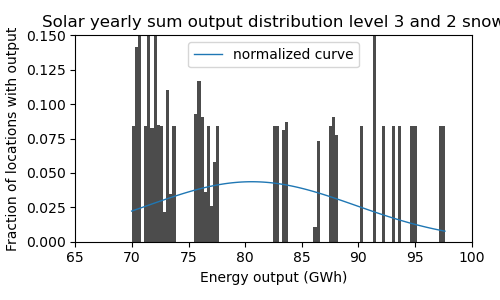 Solar yearly sum output distribution level 3 and 2 snow
normalized curve
0.150
0.125
0.100
0.075
0.050
0.025
0.000
65 70 75 80 85 90 95 100
Energy output (GWh)
Fraction of locations with output